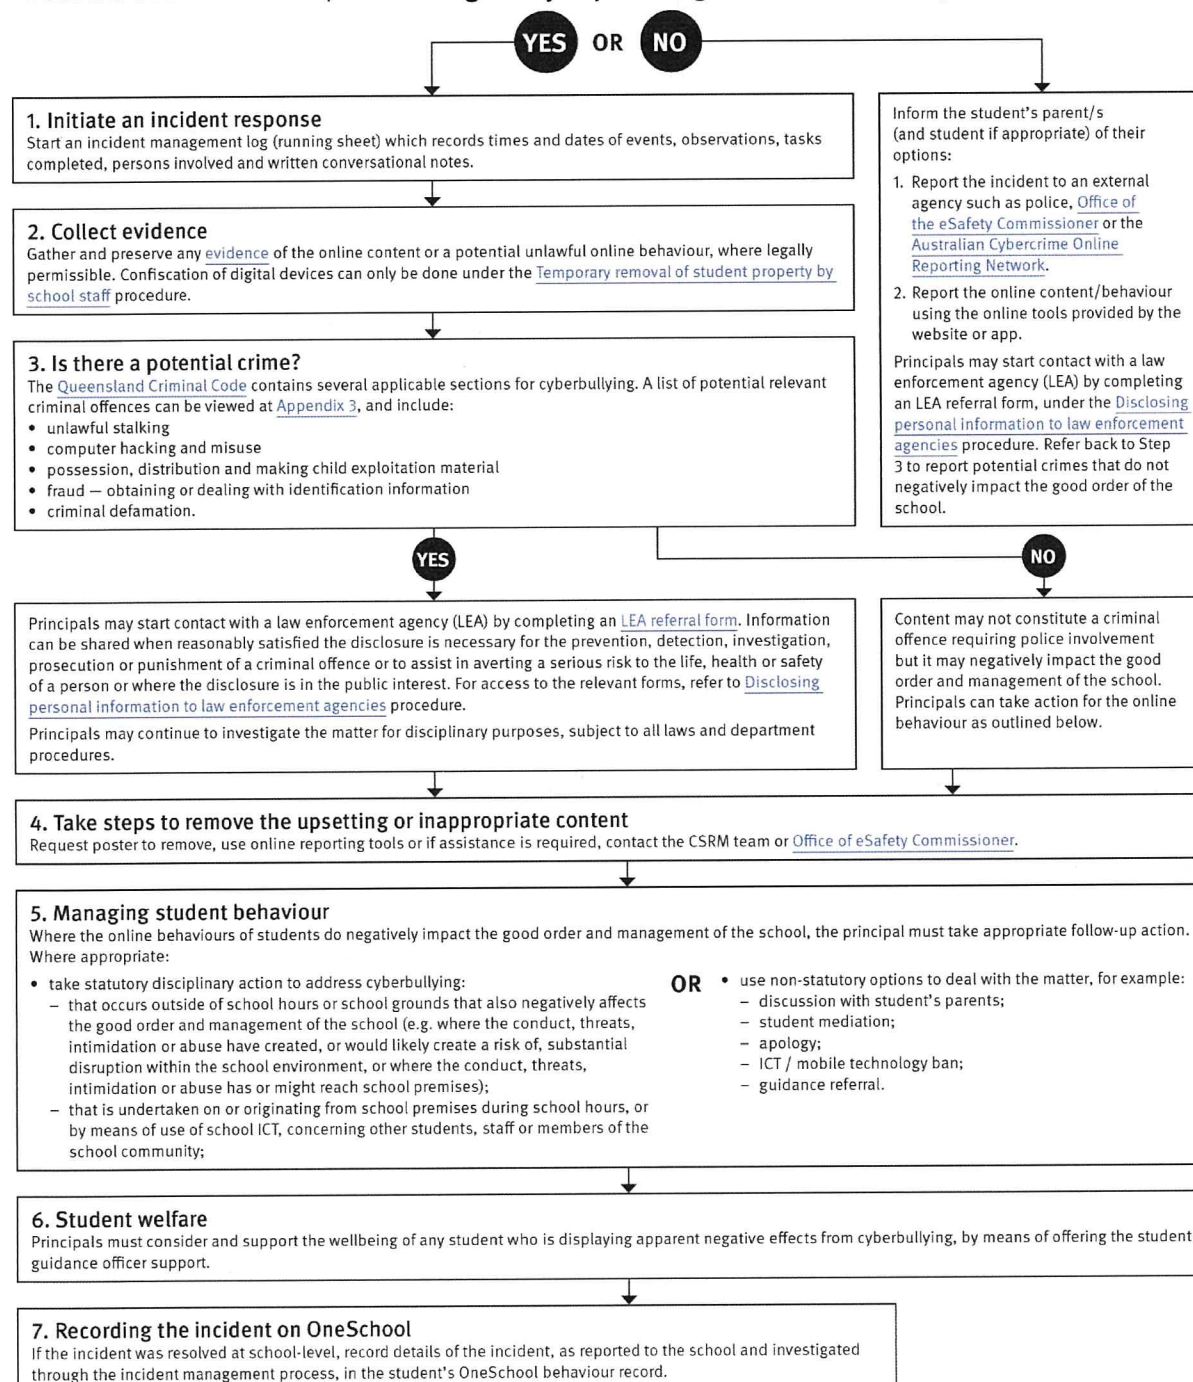 YES OR NO
1. Initiate an incident response
Start an incident management log (running sheet) which records times and dates of events, observations, tasks
completed, persons involved and written conversational notes.
2. Collect evidence
Gather and preserve any evidence of the online content or a potential unlawful online behaviour, where legally
permissible. Confiscation of digital devices can only be done under the Temporary removal of student property by
school staff procedure.
3. Is there a potential crime?
The Queensland Criminal Code contains several applicable sections for cyberbullying. A list of potential relevant
criminal offences can be viewed at Appendix 3, and include:
• unlawful stalking
• computer hacking and misuse
• possession, distribution and making child exploitation material
• fraud — obtaining or dealing with identification information
• criminal defamation.
Inform the student's parent/s
(and student if appropriate) of their
options:
1. Report the incident to an external
agency such as police, Office of
the eSafety Commissioner or the
Australian Cybercrime Online
Reporting Network.
2. Report the online content/behaviour
using the online tools provided by the
website or app.
Principals may start contact with a law
enforcement agency (LEA) by completing
an LEA referral form, under the Disclosing
personal information to law enforcement
agencies procedure. Refer back to Step
3 to report potential crimes that do not
negatively impact the good order of the
school.
YES
NO
Principals may start contact with a law enforcement agency (LEA) by completing an LEA referral form. Information
can be shared when reasonably satisfied the disclosure is necessary for the prevention, detection, investigation,
prosecution or punishment of a criminal offence or to assist in averting a serious risk to the life, health or safety
of a person or where the disclosure is in the public interest. For access to the relevant forms, refer to Disclosing
personal information to law enforcement agencies procedure.
Principals may continue to investigate the matter for disciplinary purposes, subject to all laws and department
procedures.
Content may not constitute a criminal
offence requiring police involvement
but it may negatively impact the good
order and management of the school.
Principals can take action for the online
behaviour as outlined below.
4. Take steps to remove the upsetting or inappropriate content
Request poster to remove, use online reporting tools or if assistance is required, contact the CSRM team or Office of eSafety Commissioner.
5. Managing student behaviour
Where the online behaviours of students do negatively impact the good order and management of the school, the principal must take appropriate follow-up action.
Where appropriate:
• take statutory disciplinary action to address cyberbullying:
– that occurs outside of school hours or school grounds that also negatively affects
the good order and management of the school (e.g. where the conduct, threats,
intimidation or abuse have created, or would likely create a risk of, substantial
disruption within the school environment, or where the conduct, threats,
intimidation or abuse has or might reach school premises);
– that is undertaken on or originating from school premises during school hours, or
by means of use of school ICT, concerning other students, staff or members of the
school community;
OR
• use non-statutory options to deal with the matter, for example:
– discussion with student's parents;
– student mediation;
– apology;
– ICT / mobile technology ban;
– guidance referral.
6. Student welfare
Principals must consider and support the wellbeing of any student who is displaying apparent negative effects from cyberbullying, by means of offering the student
guidance officer support.
7. Recording the incident on OneSchool
If the incident was resolved at school-level, record details of the incident, as reported to the school and investigated
through the incident management process, in the student's OneSchool behaviour record.